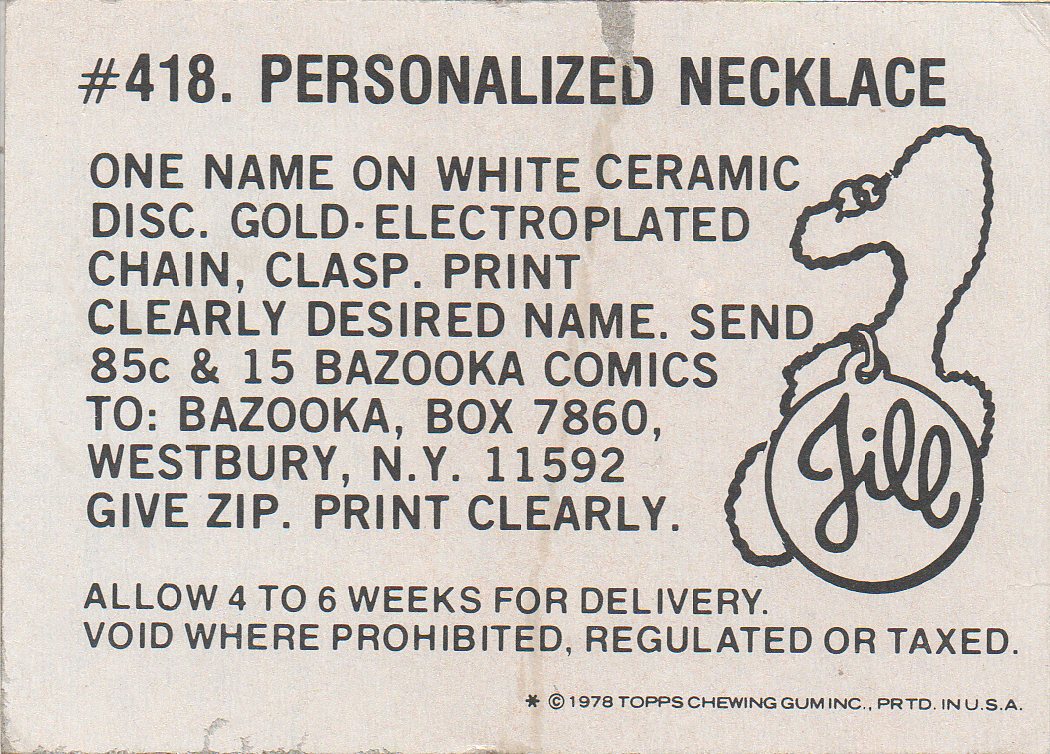 #418. PERSONALIZED NECKLACE
ONE NAME ON WHITE CERAMIC
DISC. GOLD-ELECTROPLATED
CHAIN, CLASP. PRINT
CLEARLY DESIRED NAME. SEND
85c & 15 BAZOOKA COMICS
TO: BAZOOKA, BOX 7860,
WESTBURY, N.Y. 11592
GIVE ZIP. PRINT CLEARLY.
Jill
ALLOW 4 TO 6 WEEKS FOR DELIVERY.
VOID WHERE PROHIBITED, REGULATED OR TAXED.
* © 1978 TOPPS CHEWING GUM INC., PRTD. IN U.S.A.